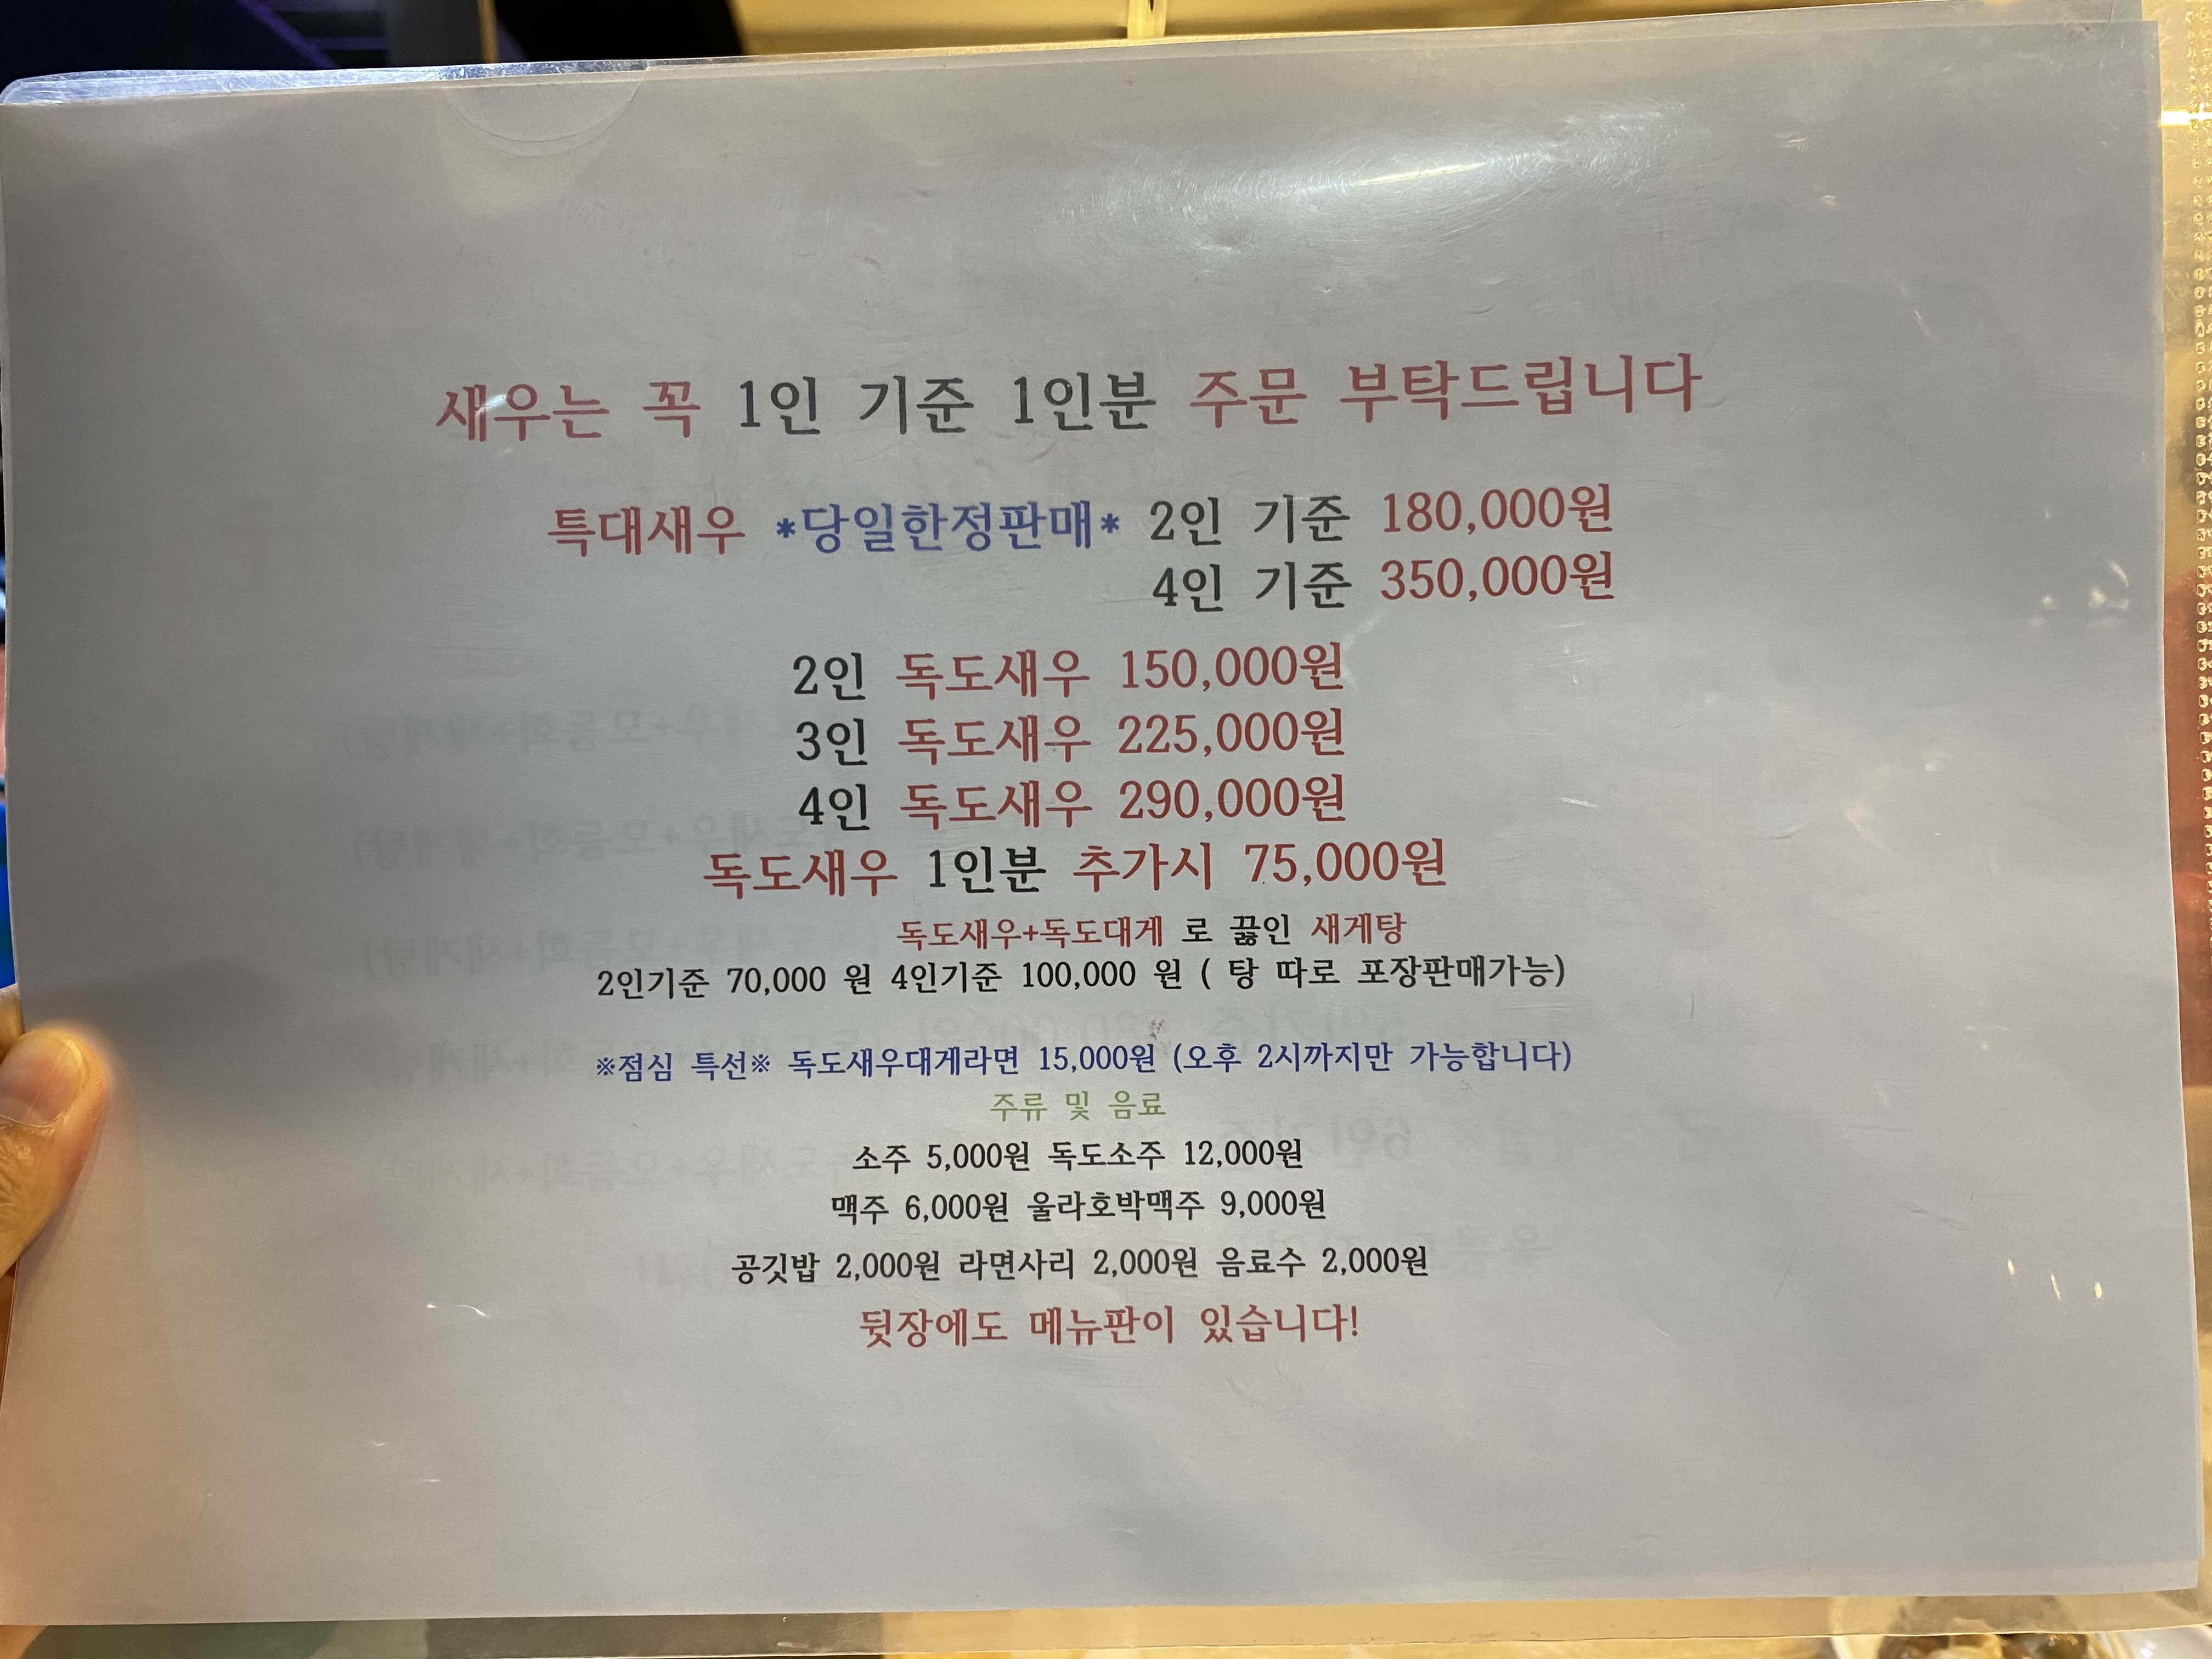 새우는 꼭 1인 기준 1인분 주문 부탁드립니다
특대새우 *당일한정판매* 2인 기준 180,000원
4인 기준 350,000원
2인 독도새우 150,000원
3인 독도새우 225,000원
4인 독도새우 290,000원
독도새우 1인분 추가시 75,000원
독도새우+독도대게 로 끓인 새게탕
2인기준 70,000 원 4인기준 100,000 원 ( 탕 따로 포장판매가능)
※점심 특선※ 독도새우대게라면 15,000원 (오후 2시까지만 가능합니다)
주류 및 음료
소주 5,000원 독도소주 12,000원
맥주 6,000원 울라호박맥주 9,000원
공깃밥 2,000원 라면사리 2,000원 음료수 2,000원
뒷장에도 메뉴판이 있습니다!